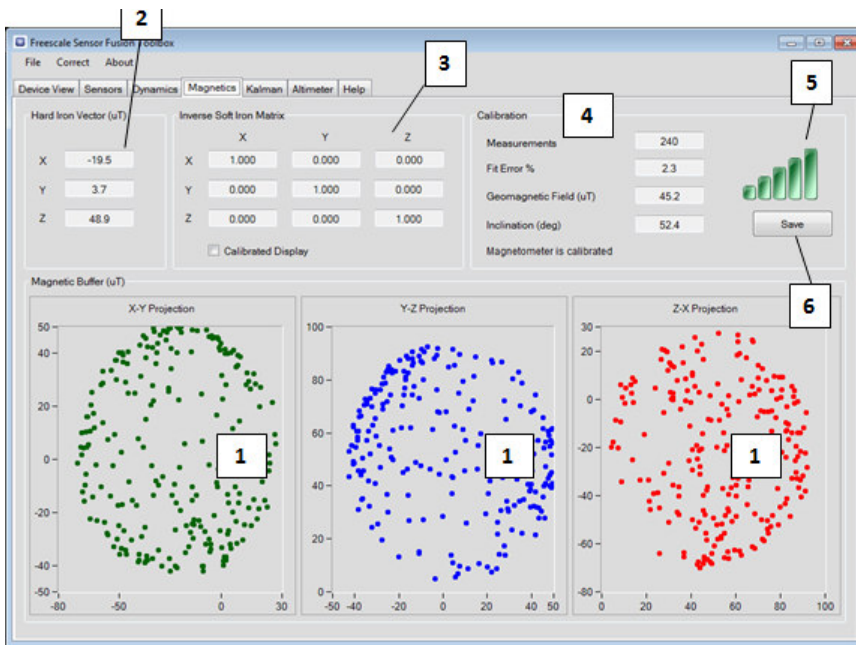 2
Freescale Sensor Fusion Toolbox
File Correct About
3
5
Device View Sensors Dynamics Magnetics Kalman Altimeter Help
Hard Iron Vector (uT)
X -19.5
Y 3.7
Z 48.9
Inverse Soft Iron Matrix
X Y Z
X 1.000 0.000 0.000
Y 0.000 1.000 0.000
Z 0.000 0.000 1.000
Calibrated Display
Calibration
4
Measurements 240
Fit Error % 2.3
Geomagnetic Field (uT) 45.2
Inclination (deg) 52.4
Magnetometer is calibrated
Save
6
Magnetic Buffer (uT)
X-Y Projection
50
40
20
0
-20
-40
-50
-80 -50 0 30
1
Y-Z Projection
100
80
60
40
20
0
-50 -40 -20 0 20 40 50
1
Z-X Projection
30
20
0
-20
-40
-60
-80
0 20 40 60 80 100
1